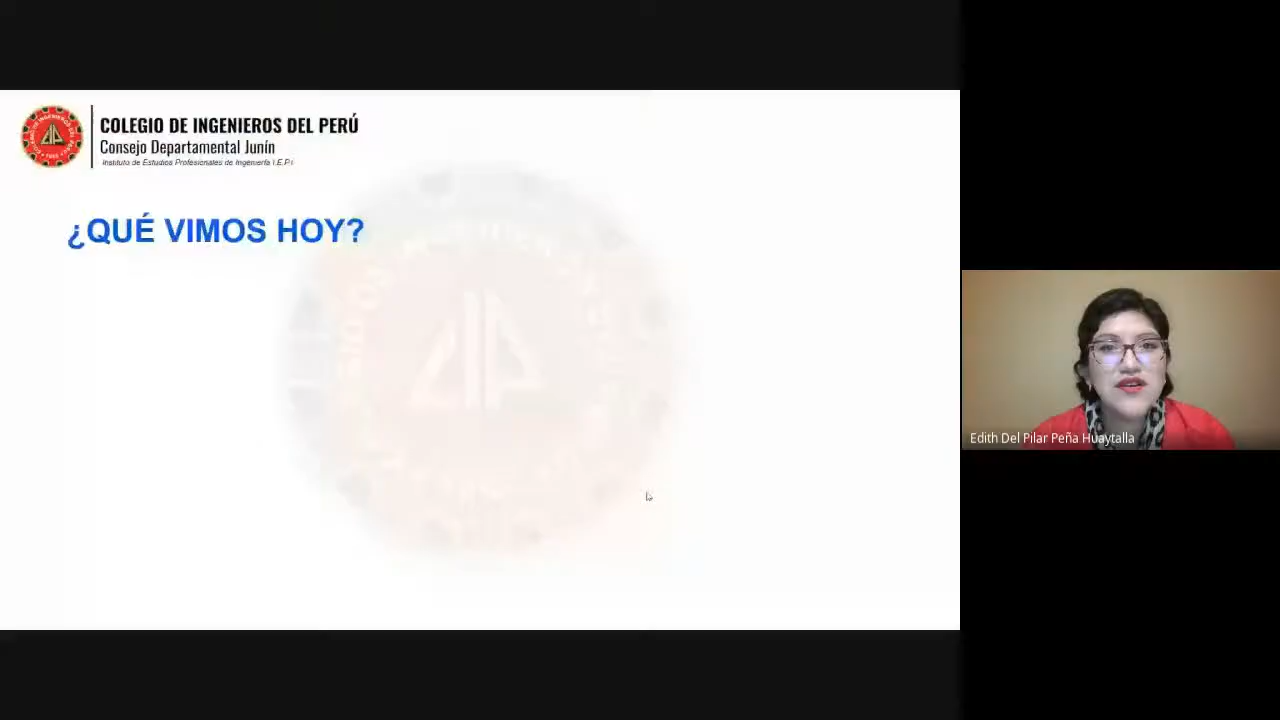 COLEGIO DE INGENIEROS DEL PERÚ
Consejo Departamental Junín
Instituto de Estudios Profesionales de Ingeniería I.E.P.I
¿QUÉ VIMOS HOY?
Edith Del Pilar Peña Huaytalla